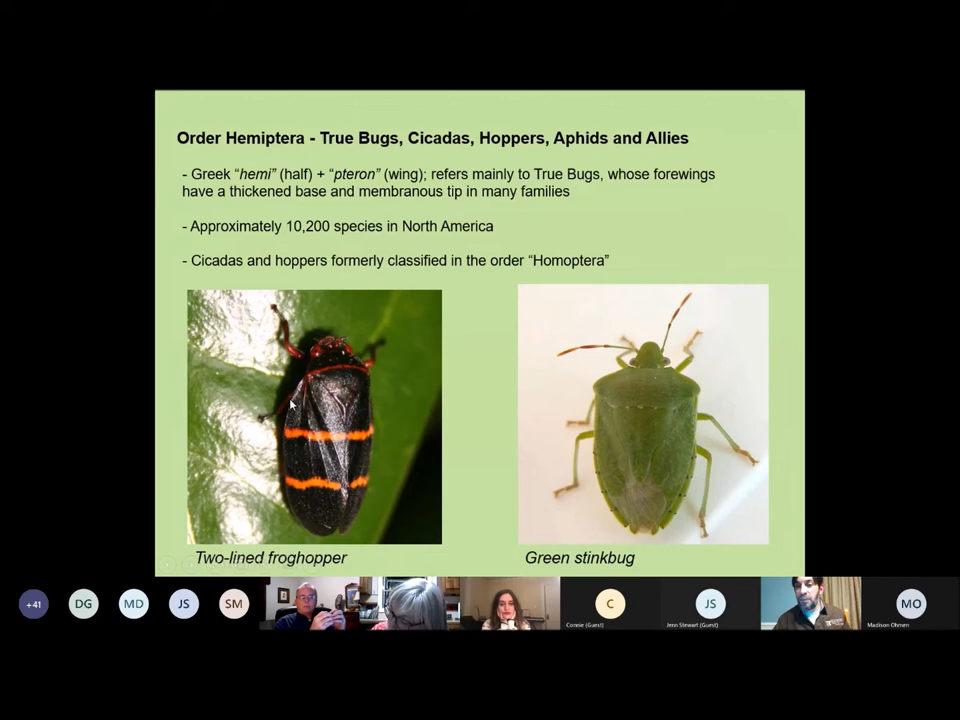 Order Hemiptera - True Bugs, Cicadas, Hoppers, Aphids and Allies
- Greek “hemi” (half) + “pteron” (wing); refers mainly to True Bugs, whose forewings
have a thickened base and membranous tip in many families
- Approximately 10,200 species in North America
- Cicadas and hoppers formerly classified in the order “Homoptera”
Two-lined froghopper
Green stinkbug
+41
DG
MD
JS
SM
C
Connie (Guest)
JS
Jenn Stewart (Guest)
MO
Madison Ohmen